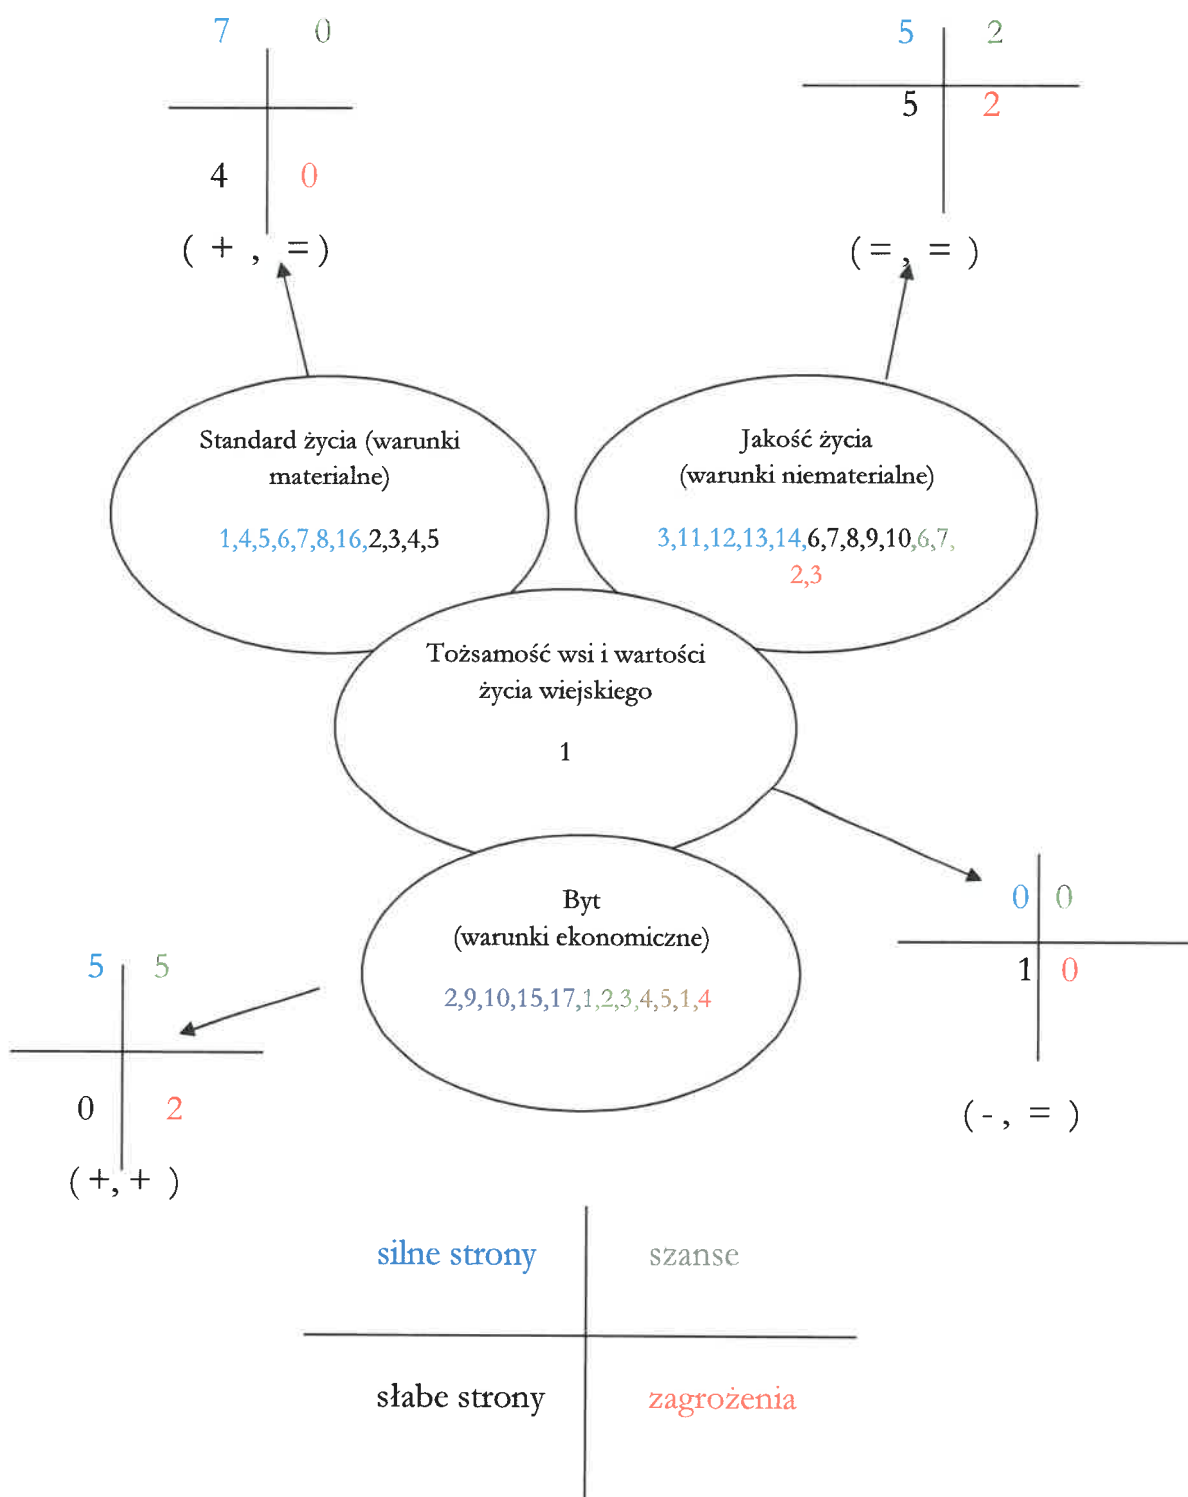 7 0
4 0
( + , = )
5 2
5 2
( = , = )
Standard życia (warunki
materialne)
1,4,5,6,7,8,16,2,3,4,5
Jakość życia
(warunki niematerialne)
3,11,12,13,14,6,7,8,9,10,6,7,
2,3
Tożsamość wsi i wartości
życia wiejskiego
1
Byt
(warunki ekonomiczne)
2,9,10,15,17,1,2,3,4,5,1,4
0 0
1 0
( - , = )
5 5
0 2
( +, + )
silne strony szanse
słabe strony zagrożenia